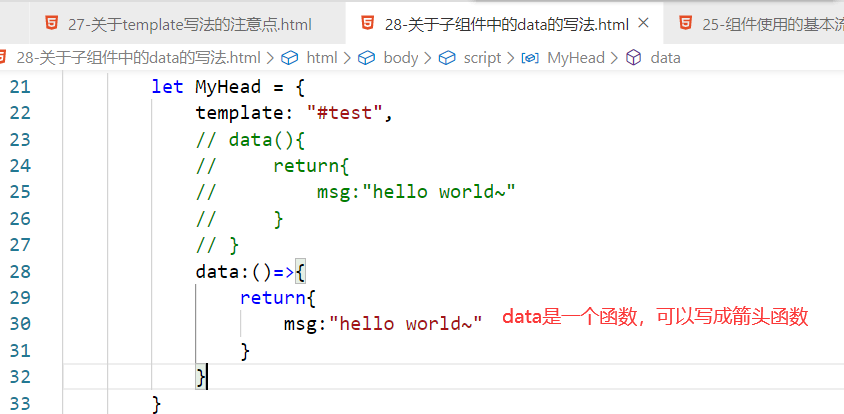 27-关于template写法的注意点.html 28-关于子组件中的data的写法.html × 25-组件使用的基本流
28-关于子组件中的data的写法.html > html > body > script > MyHead > data
21 let MyHead = {
22 template: "#test",
23 // data(){
24 // return{
25 // msg:"hello world~"
26 // }
27 // }
28 data:()=>{
29 return{
30 msg:"hello world~" data是一个函数，可以写成箭头函数
31 }
32 }
33 }